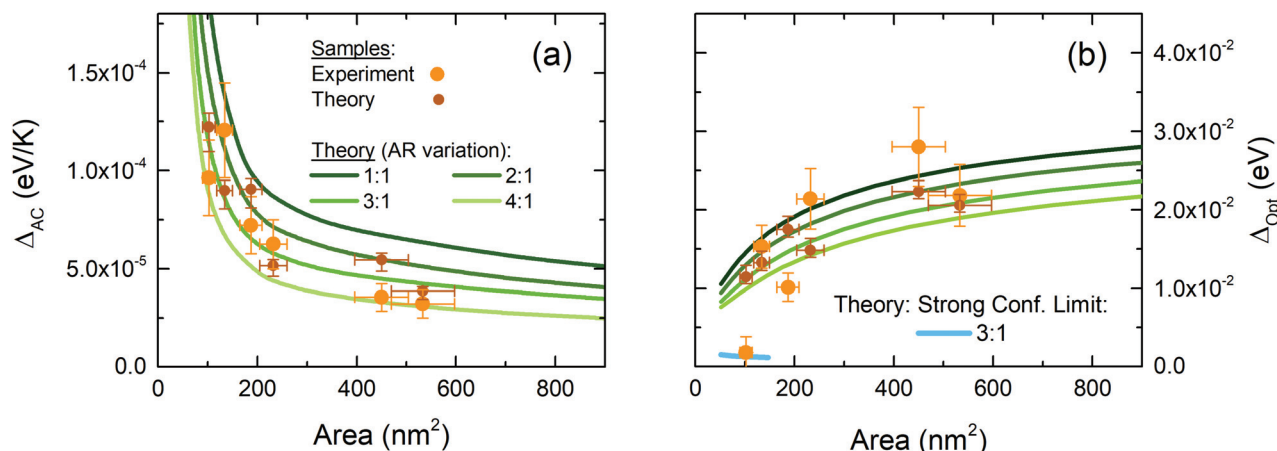 (a)
Samples:
Experiment
Theory
Theory (AR variation):
1:1 2:1
3:1 4:1
1.5x10⁻⁴
1.0x10⁻⁴
5.0x10⁻⁵
0.0
Δ_AC (eV/K)
0 200 400 600 800
Area (nm²)
(b)
Theory: Strong Conf. Limit:
3:1
4.0x10⁻²
3.0x10⁻²
2.0x10⁻²
1.0x10⁻²
0.0
Δ_Opt (eV)
0 200 400 600 800
Area (nm²)